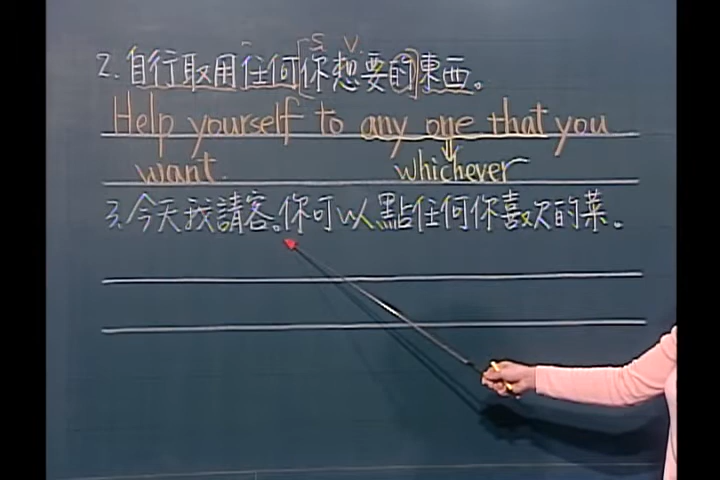 S V.
2. 自行取用任何你想要的東西。
Help yourself to any one that you
want. whichever
3. 今天我請客。你可以點任何你喜歡的菜。